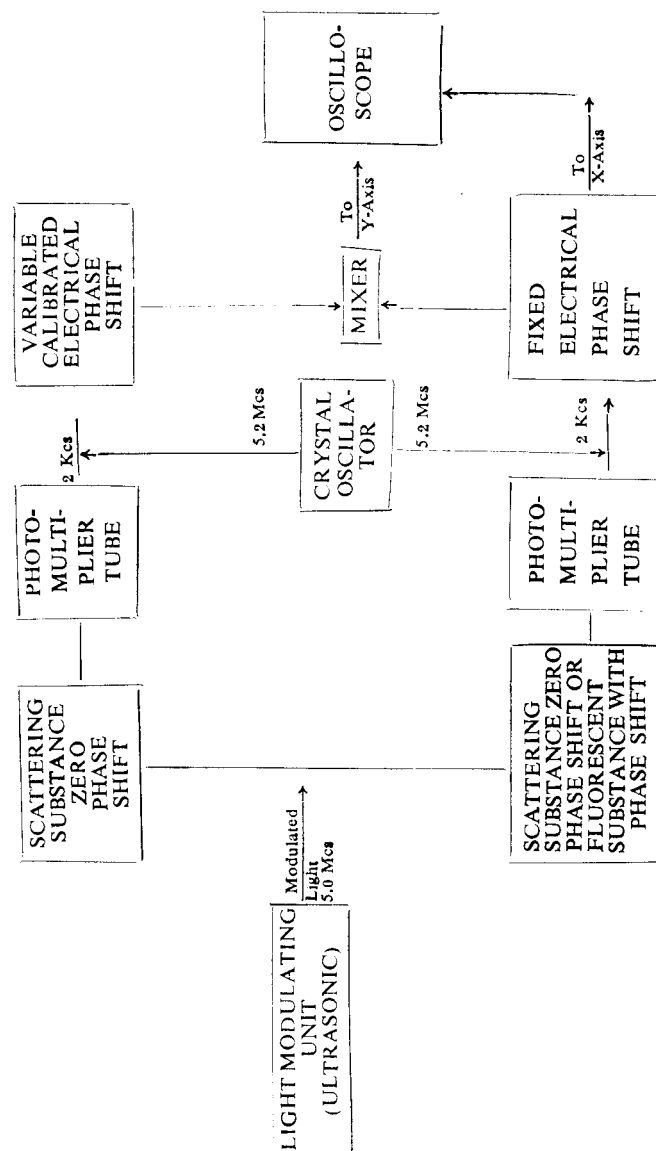 LIGHT MODULATING
UNIT
(ULTRASONIC)
Modulated
Light
5.0 Mcs
SCATTERING
SUBSTANCE
ZERO
PHASE
SHIFT
PHOTO-
MULTI-
PLIER
TUBE
2 Kcs
VARIABLE
CALIBRATED
ELECTRICAL
PHASE
SHIFT
5.2 Mcs
CRYSTAL
OSCILLA-
TOR
5.2 Mcs
MIXER
To
Y-Axis
OSCILLO-
SCOPE
SCATTERING
SUBSTANCE ZERO
PHASE SHIFT OR
FLUORESCENT
SUBSTANCE WITH
PHASE SHIFT
PHOTO-
MULTI-
PLIER
TUBE
2 Kcs
FIXED
ELECTRICAL
PHASE
SHIFT
To
X-Axis